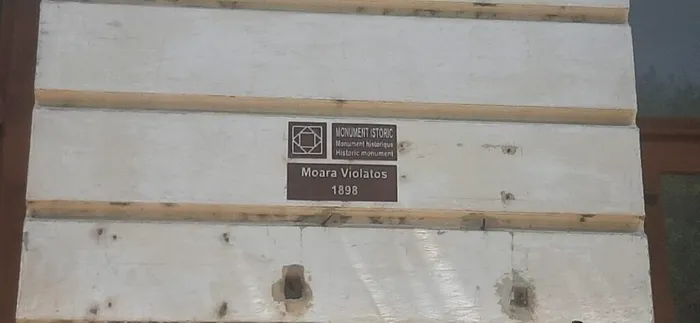 MONUMENT ISTORIC
Monument historique
Historic monument
Moara Violatos
1898